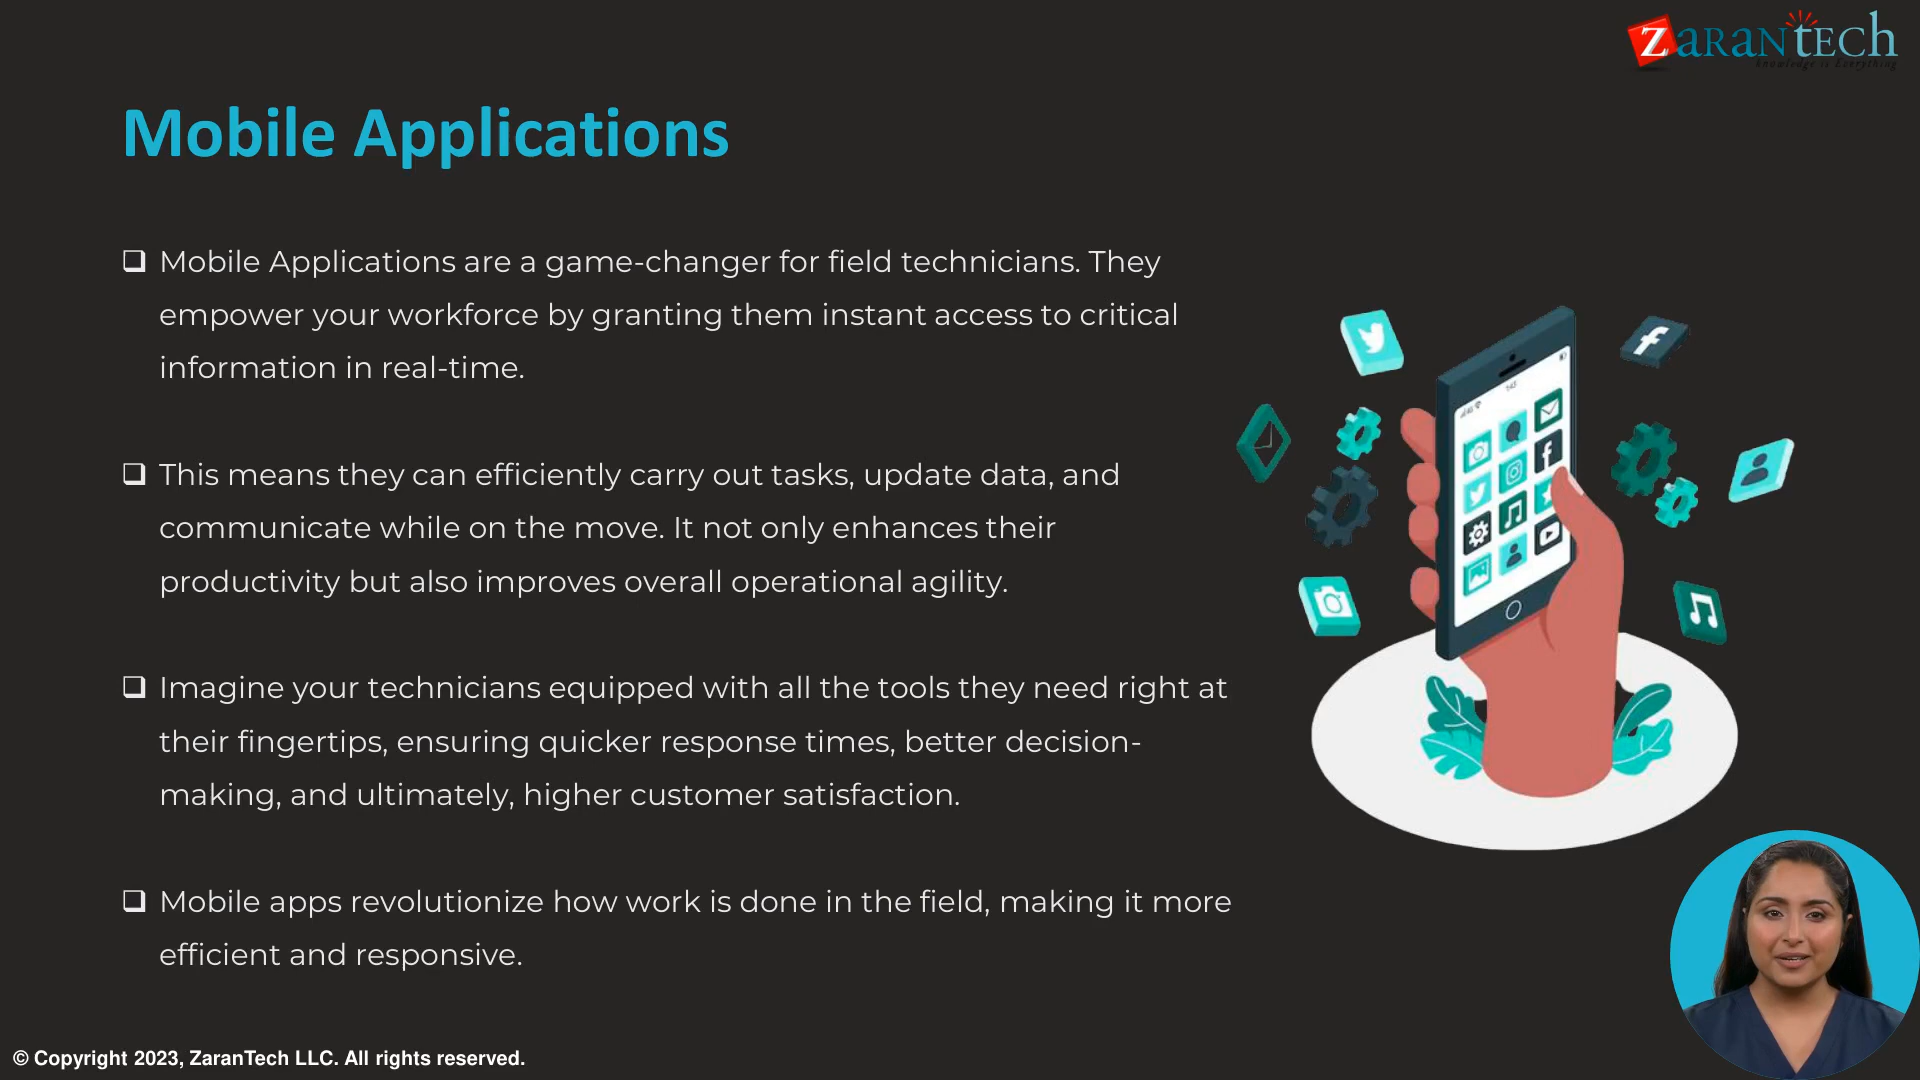 ZaranTech
knowledge is Everything
Mobile Applications
❑ Mobile Applications are a game-changer for field technicians. They
empower your workforce by granting them instant access to critical
information in real-time.
❑ This means they can efficiently carry out tasks, update data, and
communicate while on the move. It not only enhances their
productivity but also improves overall operational agility.
❑ Imagine your technicians equipped with all the tools they need right at
their fingertips, ensuring quicker response times, better decision-
making, and ultimately, higher customer satisfaction.
❑ Mobile apps revolutionize how work is done in the field, making it more
efficient and responsive.
© Copyright 2023, ZaranTech LLC. All rights reserved.